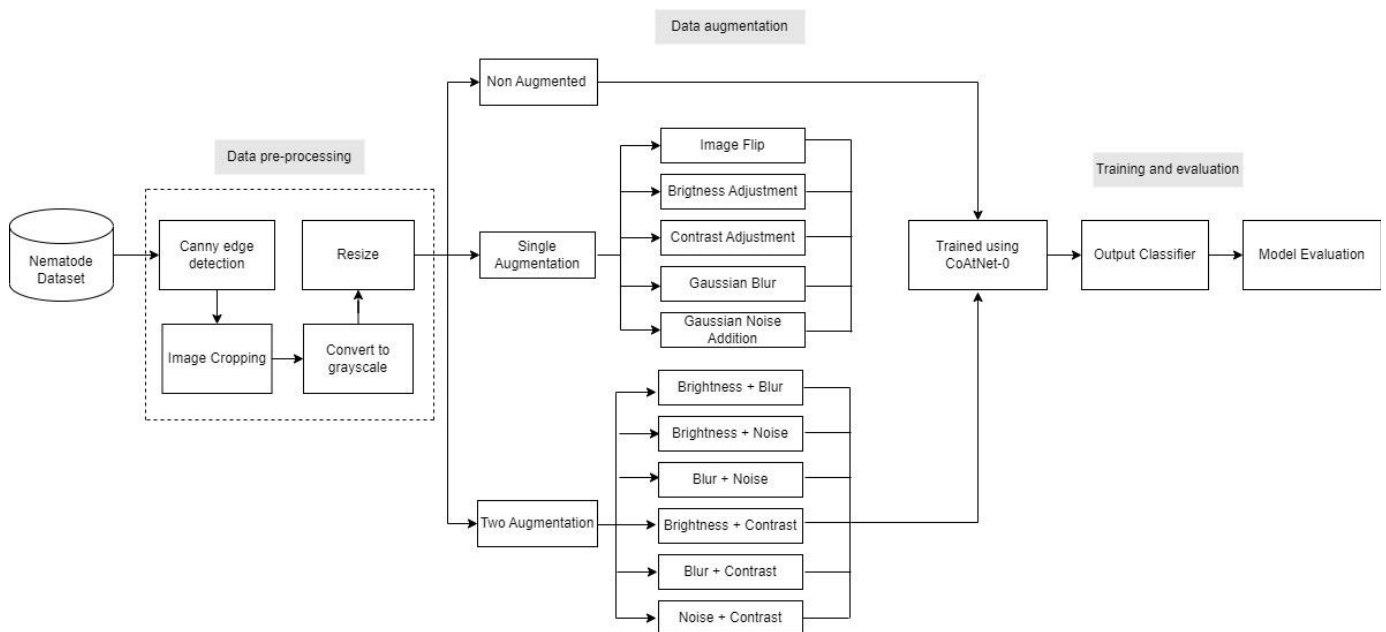 Data augmentation
Data pre-processing
Training and evaluation
Nematode
Dataset
Canny edge
detection
Image Cropping
Convert to
grayscale
Resize
Non Augmented
Single
Augmentation
Two Augmentation
Image Flip
Brigtness Adjustment
Contrast Adjustment
Gaussian Blur
Gaussian Noise
Addition
Brightness + Blur
Brightness + Noise
Blur + Noise
Brightness + Contrast
Blur + Contrast
Noise + Contrast
Trained using
CoAtNet-0
Output Classifier
Model Evaluation